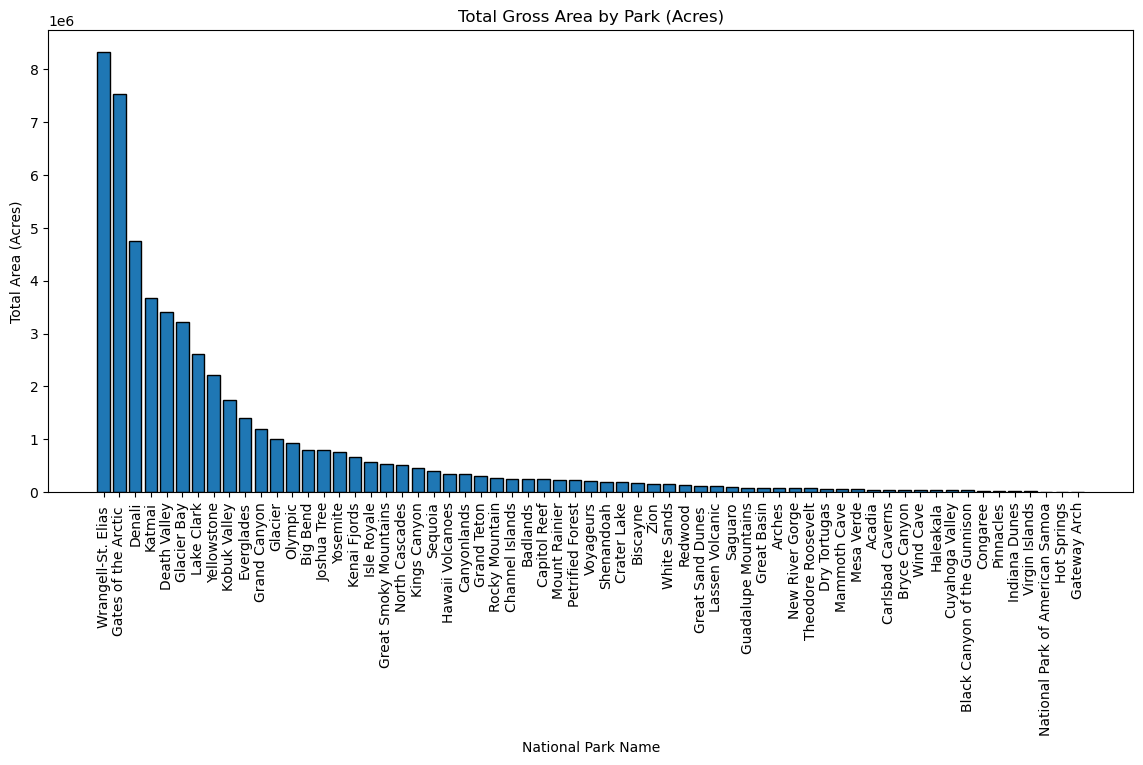 Total Gross Area by Park (Acres)
1e6
8
7
6
5
4
3
2
1
0
Total Area (Acres)
Wrangell-St. Elias
Gates of the Arctic
Denali
Katmai
Death Valley
Glacier Bay
Lake Clark
Yellowstone
Kobuk Valley
Everglades
Grand Canyon
Glacier
Olympic
Big Bend
Joshua Tree
Yosemite
Kenai Fjords
Isle Royale
Great Smoky Mountains
North Cascades
Kings Canyon
Sequoia
Hawaii Volcanoes
Canyonlands
Grand Teton
Rocky Mountain
Channel Islands
Badlands
Capitol Reef
Mount Rainier
Petrified Forest
Voyageurs
Shenandoah
Crater Lake
Biscayne
Zion
White Sands
Redwood
Great Sand Dunes
Lassen Volcanic
Saguaro
Guadalupe Mountains
Great Basin
Arches
New River Gorge
Theodore Roosevelt
Dry Tortugas
Mammoth Cave
Mesa Verde
Acadia
Carlsbad Caverns
Bryce Canyon
Wind Cave
Haleakala
Cuyahoga Valley
Black Canyon of the Gunnison
Congaree
Pinnacles
Indiana Dunes
Virgin Islands
National Park of American Samoa
Hot Springs
Gateway Arch
National Park Name